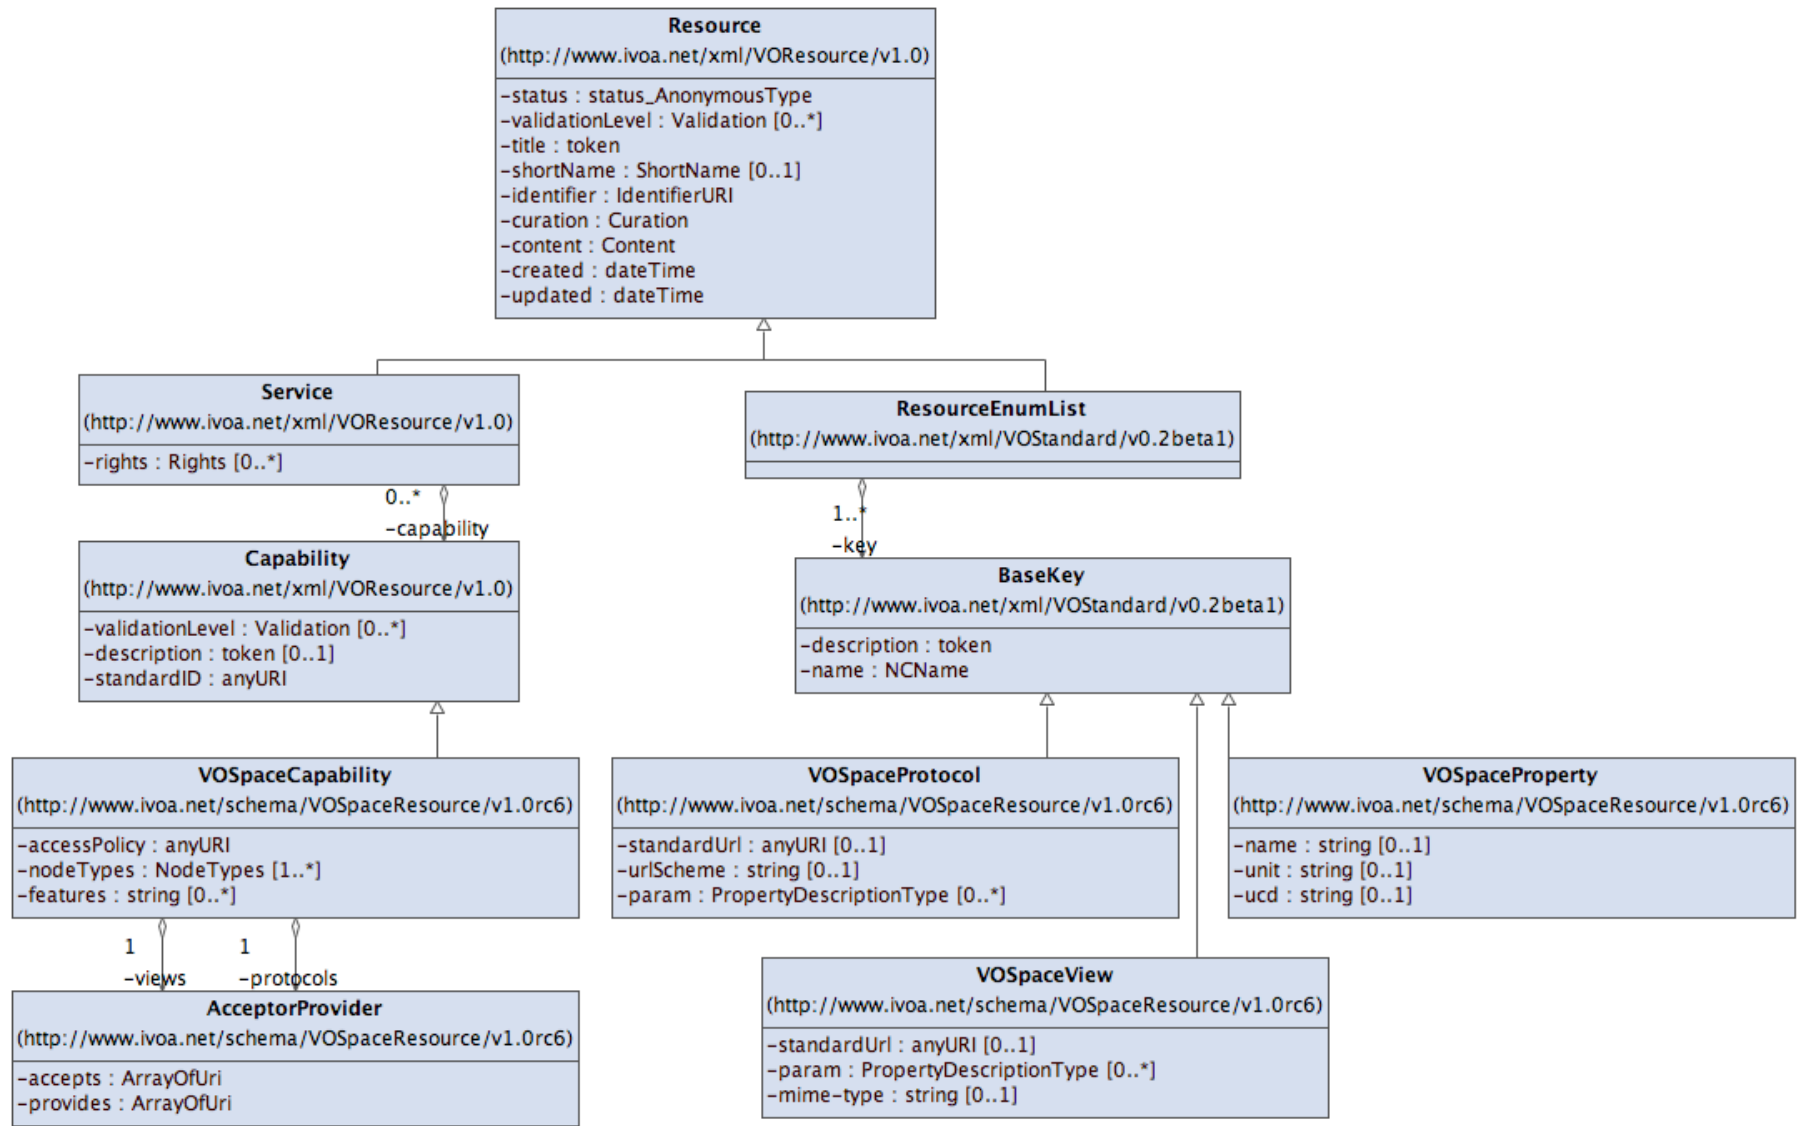 Resource
(http://www.ivoa.net/xml/VOResource/v1.0)
-status : status_AnonymousType
-validationLevel : Validation [0..*]
-title : token
-shortName : ShortName [0..1]
-identifier : IdentifierURI
-curation : Curation
-content : Content
-created : dateTime
-updated : dateTime
Service
(http://www.ivoa.net/xml/VOResource/v1.0)
-rights : Rights [0..*]
ResourceEnumList
(http://www.ivoa.net/xml/VOStandard/v0.2beta1)
0..*
-capability
1..*
-key
Capability
(http://www.ivoa.net/xml/VOResource/v1.0)
-validationLevel : Validation [0..*]
-description : token [0..1]
-standardID : anyURI
BaseKey
(http://www.ivoa.net/xml/VOStandard/v0.2beta1)
-description : token
-name : NCName
VOSpaceCapability
(http://www.ivoa.net/schema/VOSpaceResource/v1.0rc6)
-accessPolicy : anyURI
-nodeTypes : NodeTypes [1..*]
-features : string [0..*]
VOSpaceProtocol
(http://www.ivoa.net/schema/VOSpaceResource/v1.0rc6)
-standardUrl : anyURI [0..1]
-urlScheme : string [0..1]
-param : PropertyDescriptionType [0..*]
VOSpaceProperty
(http://www.ivoa.net/schema/VOSpaceResource/v1.0rc6)
-name : string [0..1]
-unit : string [0..1]
-ucd : string [0..1]
1
-views
1
-protocols
AcceptorProvider
(http://www.ivoa.net/schema/VOSpaceResource/v1.0rc6)
-accepts : ArrayOfUri
-provides : ArrayOfUri
VOSpaceView
(http://www.ivoa.net/schema/VOSpaceResource/v1.0rc6)
-standardUrl : anyURI [0..1]
-param : PropertyDescriptionType [0..*]
-mime-type : string [0..1]